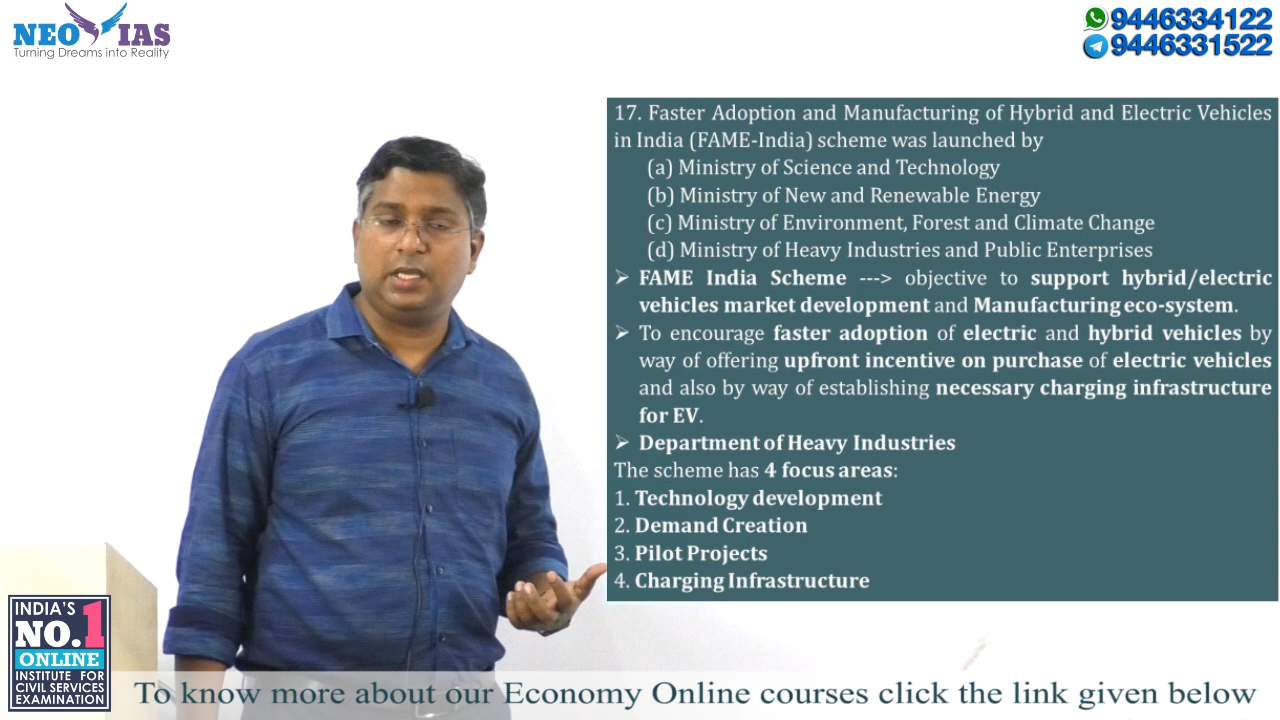 NEO IAS
Turning Dreams into Reality
9446334122
9446331522
17. Faster Adoption and Manufacturing of Hybrid and Electric Vehicles
in India (FAME-India) scheme was launched by
(a) Ministry of Science and Technology
(b) Ministry of New and Renewable Energy
(c) Ministry of Environment, Forest and Climate Change
(d) Ministry of Heavy Industries and Public Enterprises
➢ FAME India Scheme ---> objective to support hybrid/electric
vehicles market development and Manufacturing eco-system.
➢ To encourage faster adoption of electric and hybrid vehicles by
way of offering upfront incentive on purchase of electric vehicles
and also by way of establishing necessary charging infrastructure
for EV.
➢ Department of Heavy Industries
The scheme has 4 focus areas:
1. Technology development
2. Demand Creation
3. Pilot Projects
4. Charging Infrastructure
INDIA'S
NO.1
ONLINE
INSTITUTE FOR
CIVIL SERVICES
EXAMINATION
To know more about our Economy Online courses click the link given below